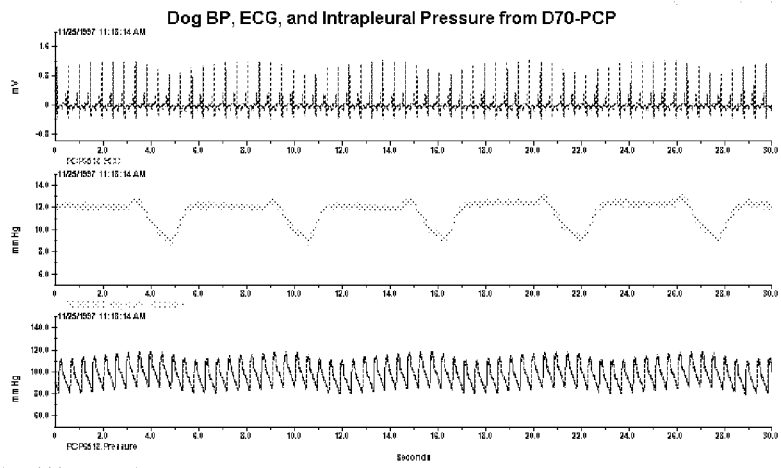 Dog BP, ECG, and Intrapleural Pressure from D70-PCP
11/25/1997 11:16:14 AM
1.6
0.8
0
-0.8
mV
0 2.0 4.0 6.0 8.0 10.0 12.0 14.0 16.0 18.0 20.0 22.0 24.0 26.0 28.0 30.0
11/25/1997 11:16:14 AM
14.0
12.0
10.0
8.0
6.0
mm Hg
0 2.0 4.0 6.0 8.0 10.0 12.0 14.0 16.0 18.0 20.0 22.0 24.0 26.0 28.0 30.0
11/25/1997 11:16:14 AM
140.0
120.0
100.0
80.0
60.0
mm Hg
0 2.0 4.0 6.0 8.0 10.0 12.0 14.0 16.0 18.0 20.0 22.0 24.0 26.0 28.0 30.0
Pressure
Seconds